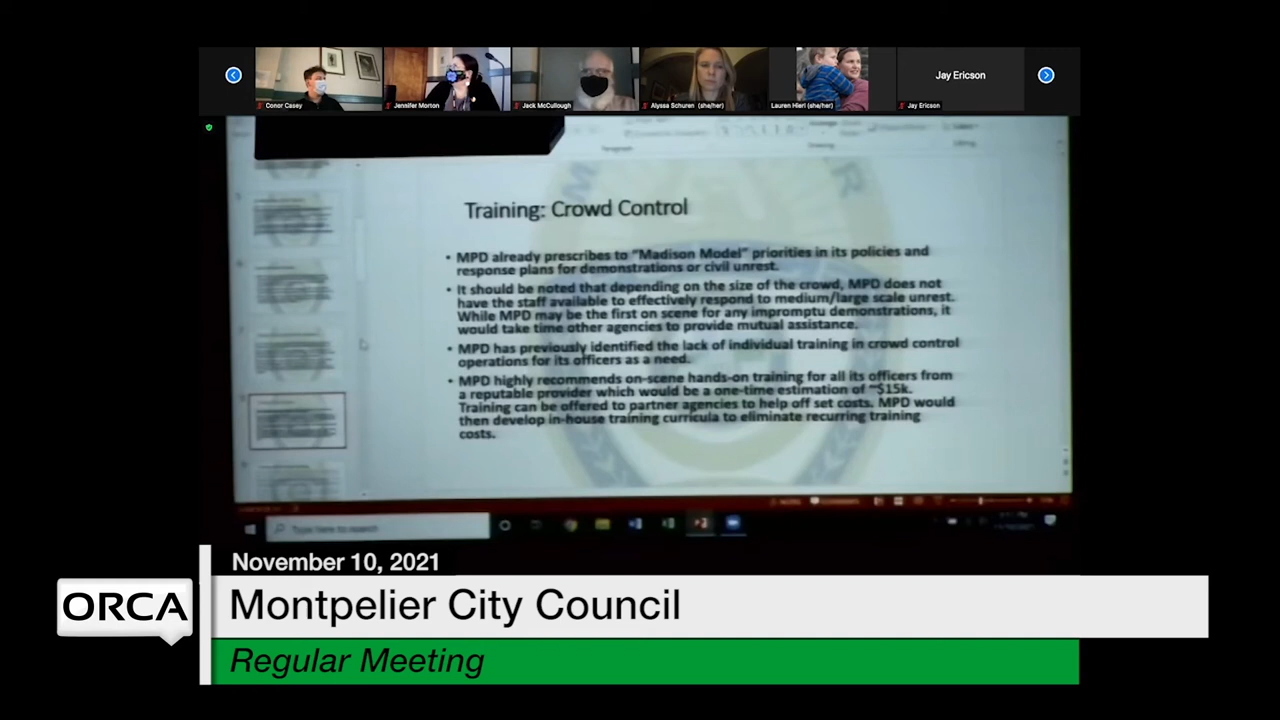 Jay Ericson
Conor Casey
Jennifer Morton
Jack McCullough
Alyssa Schuren (she/her)
Lauren Hierl (she/her)
Jay Ericson
Paragraph
Drawing
Editing
M
R
Training: Crowd Control
• MPD already prescribes to "Madison Model" priorities in its policies and
response plans for demonstrations or civil unrest.
• It should be noted that depending on the size of the crowd, MPD does not
have the staff available to effectively respond to medium/large scale unrest.
While MPD may be the first on scene for any impromptu demonstrations, it
would take time other agencies to provide mutual assistance.
• MPD has previously identified the lack of individual training in crowd control
operations for its officers as a need.
• MPD highly recommends on-scene hands-on training for all its officers from
a reputable provider which would be a one-time estimation of ~$15k.
Training can be offered to partner agencies to help off set costs. MPD would
then develop in-house training curricula to eliminate recurring training
costs.
Type here to search
November 10, 2021
ORCA
Montpelier City Council
Regular Meeting